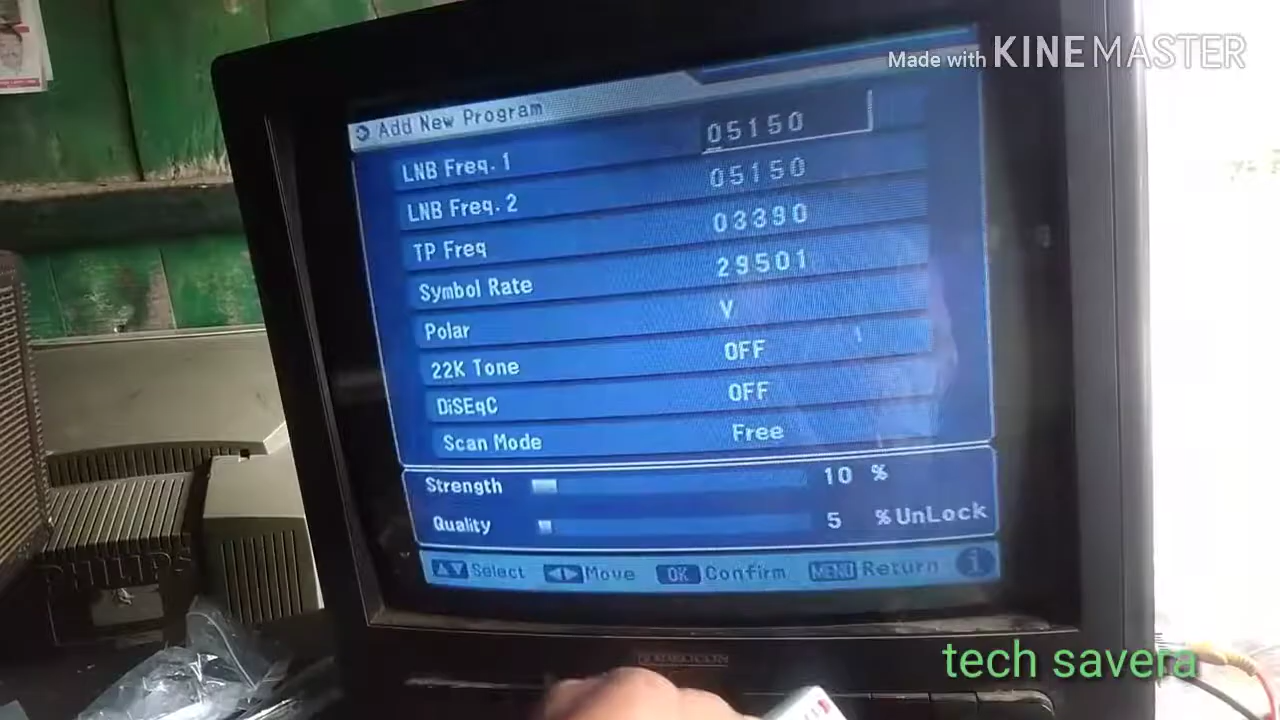 Made with KINEMASTER
Add New Program
LNB Freq. 1 05150
LNB Freq. 2 05150
TP Freq 03390
Symbol Rate 29501
Polar V
22K Tone OFF
DiSEqC OFF
Scan Mode Free
Strength 10 %
Quality 5 % UnLock
Select Move OK Confirm MENU Return i
PHILIPS
tech savera